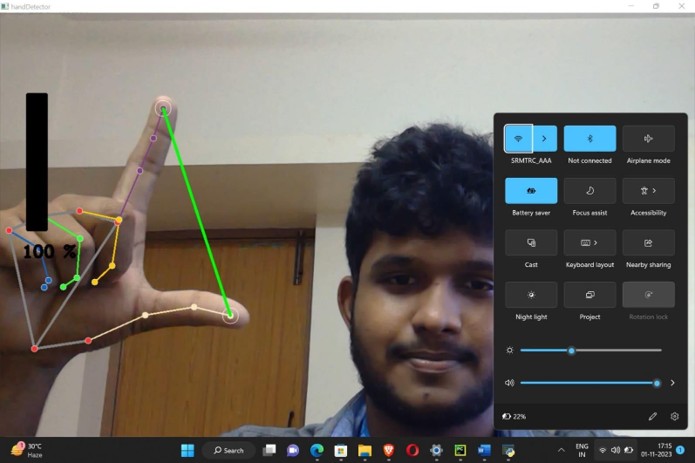 handDetector
100 %
SRMTRC_AAA
Not connected
Airplane mode
Battery saver
Focus assist
Accessibility
Cast
Keyboard layout
Nearby sharing
Night light
Project
Rotation lock
22%
30°C
Haze
Search
ENG
IN
17:15
01-11-2023